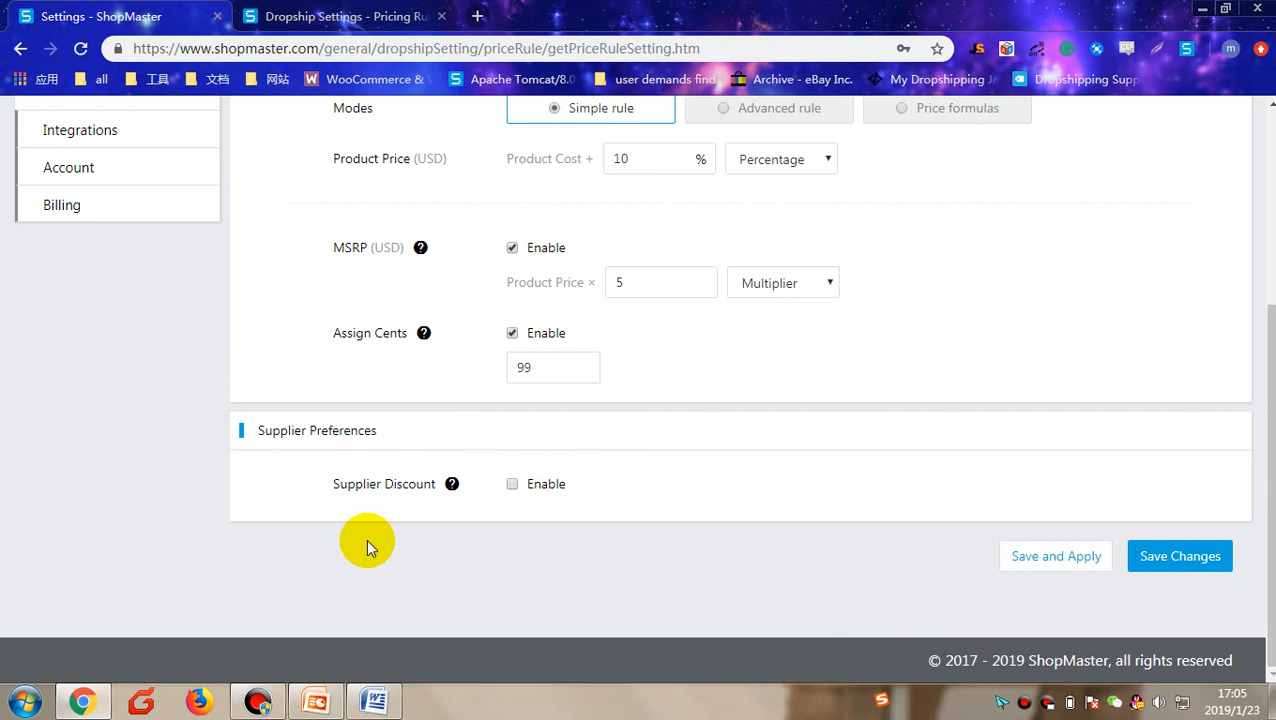 Settings - ShopMaster
Dropship Settings - Pricing Ru
https://www.shopmaster.com/general/dropshipSetting/priceRule/getPriceRuleSetting.htm
应用
all
工具
文档
网站
WooCommerce &
Apache Tomcat/8.0
user demands find
Archive - eBay Inc.
My Dropshipping J
Dropshipping Supp
Integrations
Account
Billing
Modes
Simple rule
Advanced rule
Price formulas
Product Price (USD)
Product Cost +
10
%
Percentage
MSRP (USD)
Enable
Product Price ×
5
Multiplier
Assign Cents
Enable
99
Supplier Preferences
Supplier Discount
Enable
Save and Apply
Save Changes
© 2017 - 2019 ShopMaster, all rights reserved
17:05
2019/1/23